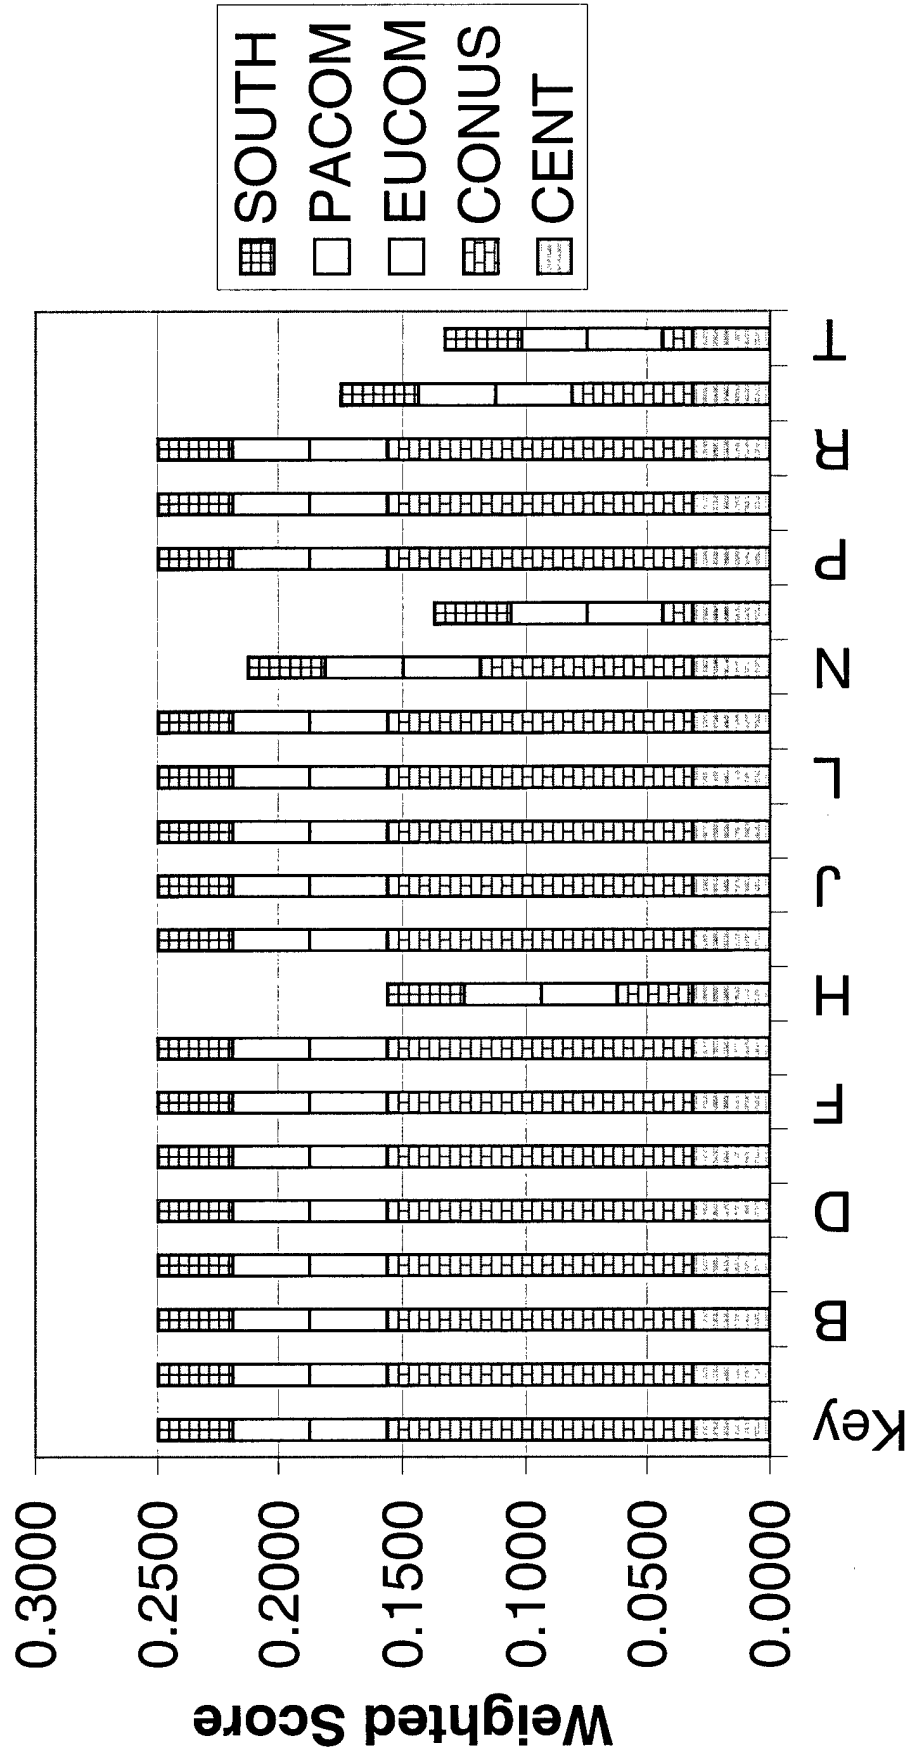 Weighted Score
0.3000
0.2500
0.2000
0.1500
0.1000
0.0500
0.0000
Key
B
D
F
H
J
L
N
P
R
T
SOUTH
PACOM
EUCOM
CONUS
CENT